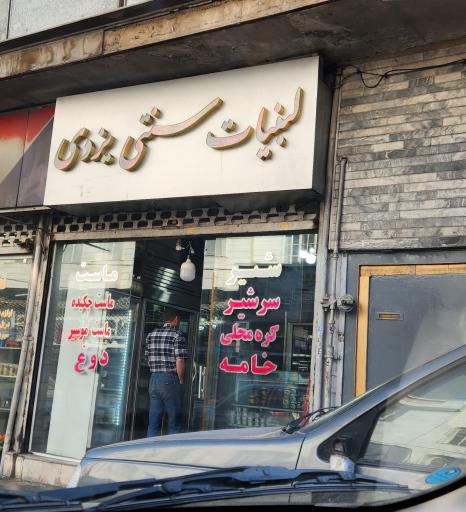 لبنیات سنتی یزدی
شیر
سرشیر
کره محلی
خامه
ماست
ماست چکیده
ماست موسیر
دوغ